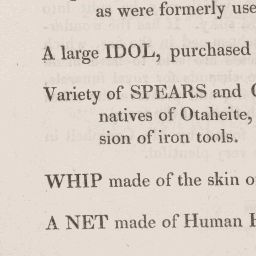 as were formerly use
A large IDOL, purchased
Variety of SPEARS and
natives of Otaheite,
sion of iron tools.
WHIP made of the skin o
A NET made of Human